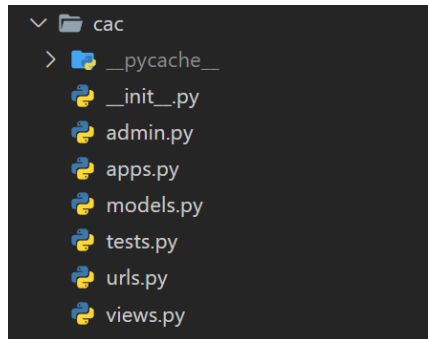 cac
__pycache__
__init__.py
admin.py
apps.py
models.py
tests.py
urls.py
views.py